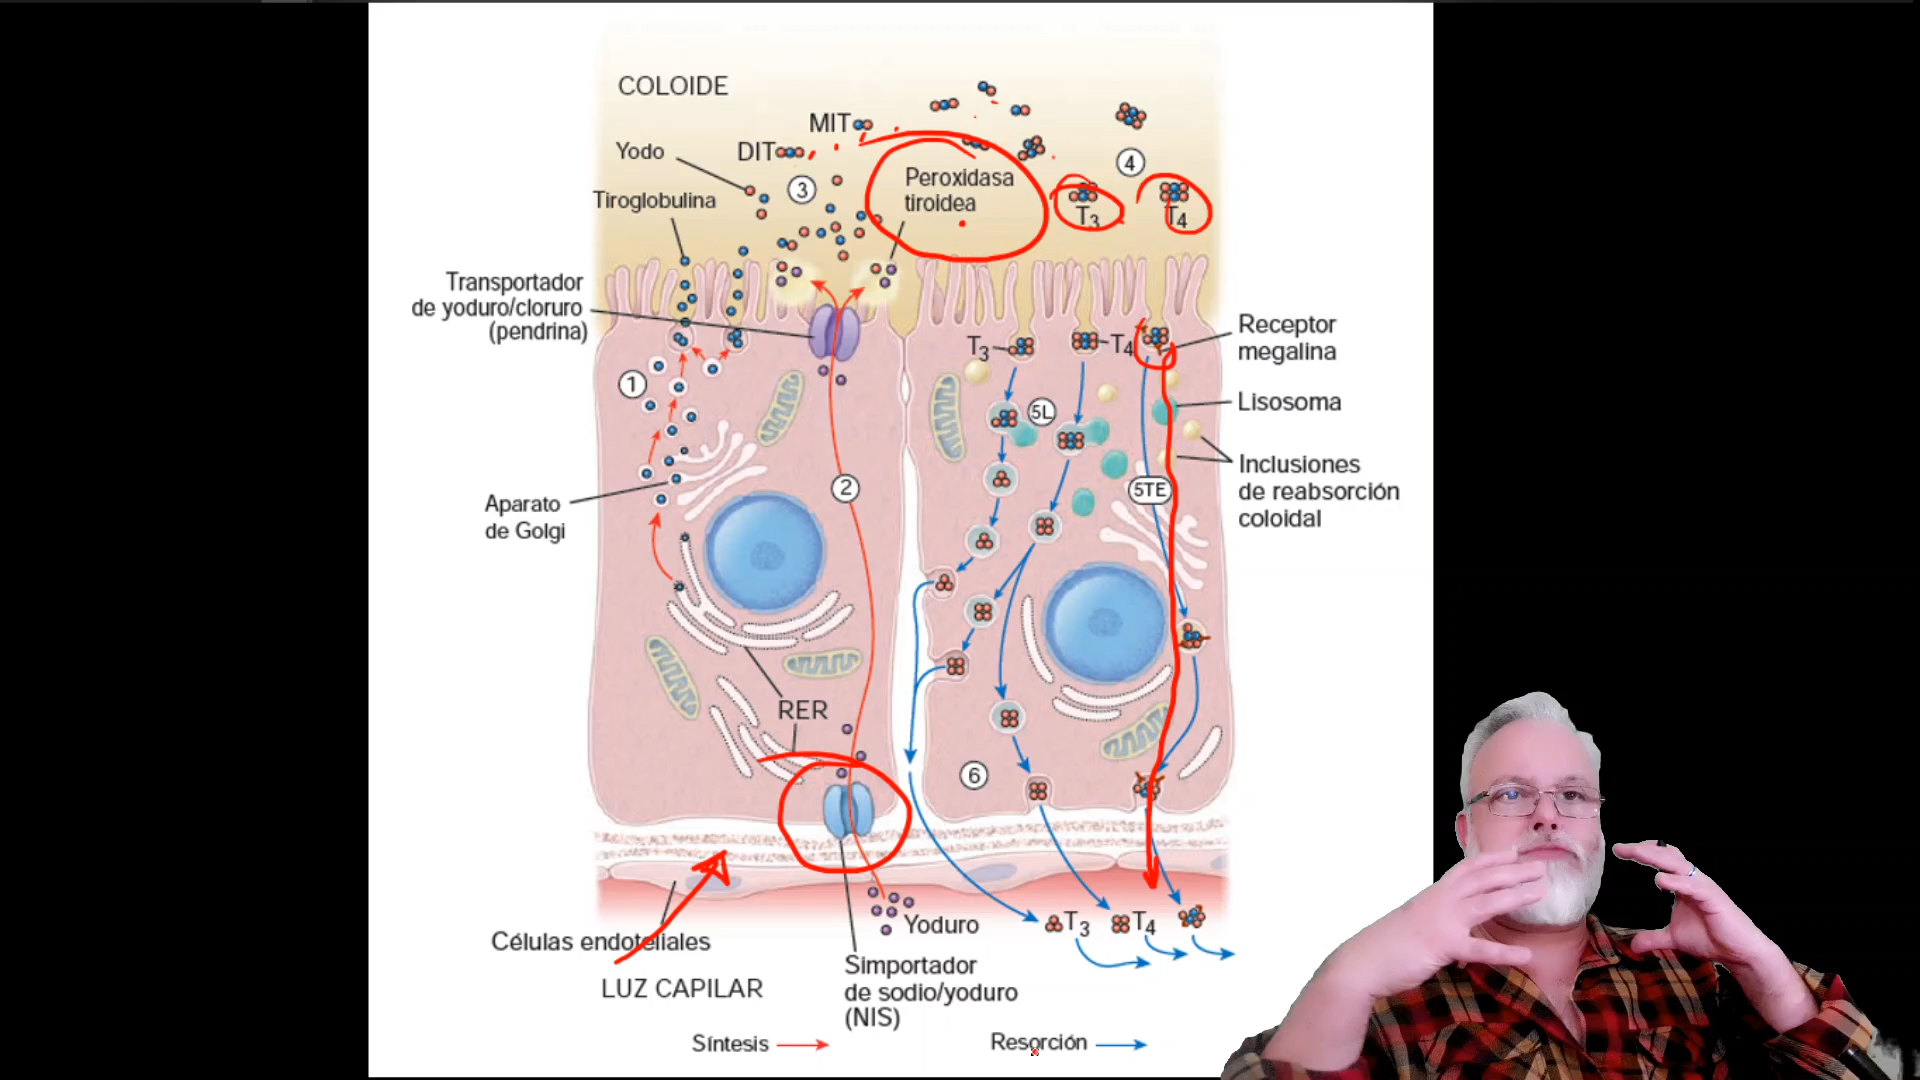 COLOIDE
MIT
Yodo
DIT
Peroxidasa
tiroidea
4
3
Tiroglobulina
T3
T4
Transportador
de yoduro/cloruro
(pendrina)
T3
T4
Receptor
megalina
1
5L
Lisosoma
Inclusiones
de reabsorción
coloidal
2
5TE
Aparato
de Golgi
RER
6
Yoduro
T3
T4
Células endoteliales
LUZ CAPILAR
Simportador
de sodio/yoduro
(NIS)
Síntesis
Resorción